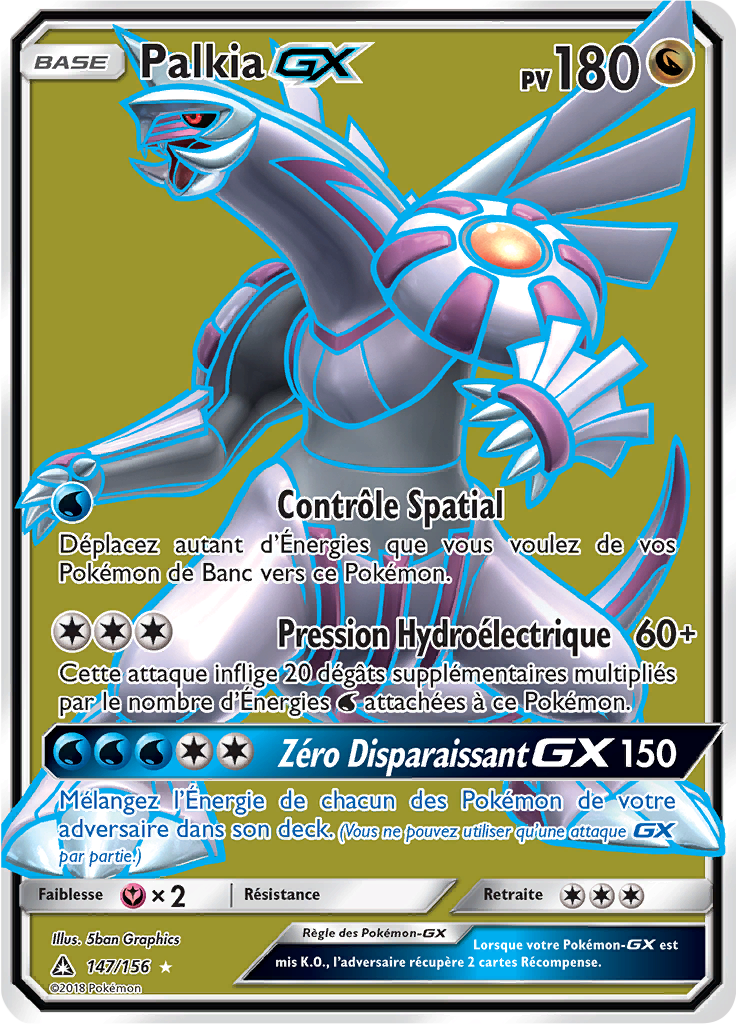 BASE Palkia GX PV 180
Contrôle Spatial
Déplacez autant d'Énergies que vous voulez de vos
Pokémon de Banc vers ce Pokémon.
Pression Hydroélectrique 60+
Cette attaque inflige 20 dégâts supplémentaires multipliés
par le nombre d'Énergies attachées à ce Pokémon.
Zéro Disparaissant GX 150
Mélangez l'Énergie de chacun des Pokémon de votre
adversaire dans son deck. (Vous ne pouvez utiliser qu'une attaque GX
par partie.)
Faiblesse ×2 Résistance Retraite
Illus. 5ban Graphics
147/156
©2018 Pokémon
Règle des Pokémon-GX
Lorsque votre Pokémon-GX est
mis K.O., l'adversaire récupère 2 cartes Récompense.